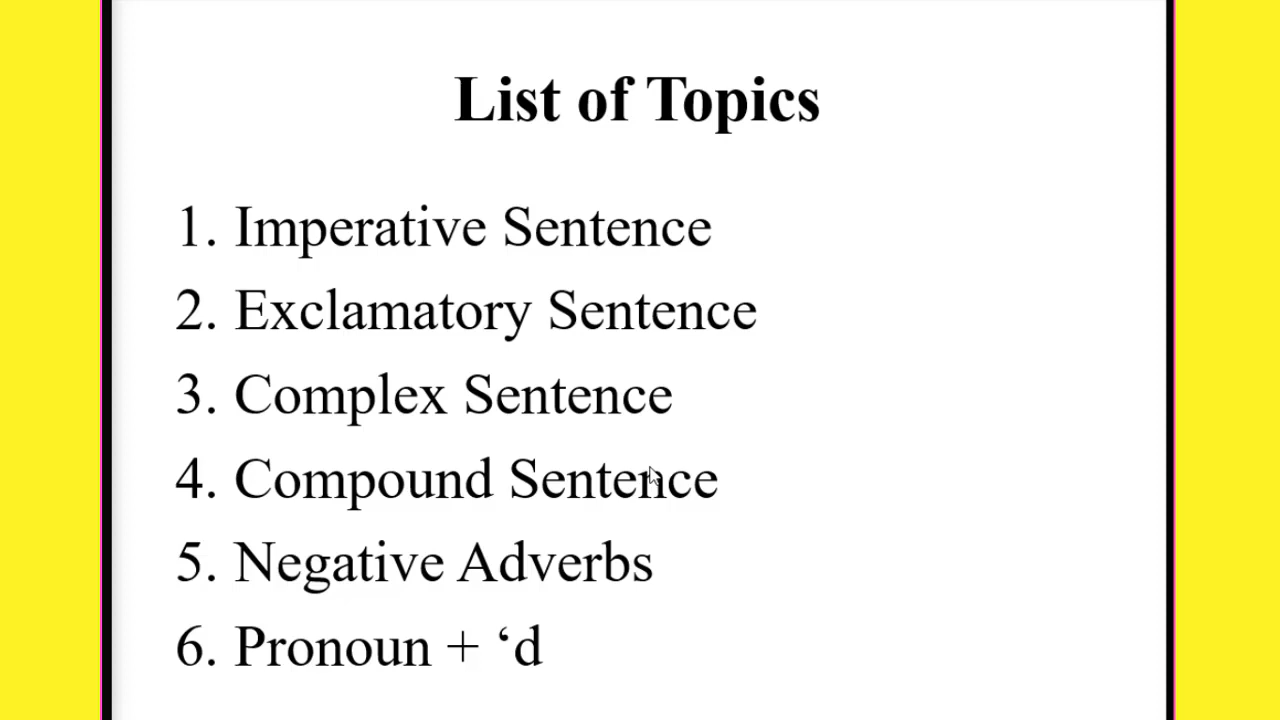 List of Topics
1. Imperative Sentence
2. Exclamatory Sentence
3. Complex Sentence
4. Compound Sentence
5. Negative Adverbs
6. Pronoun + ‘d